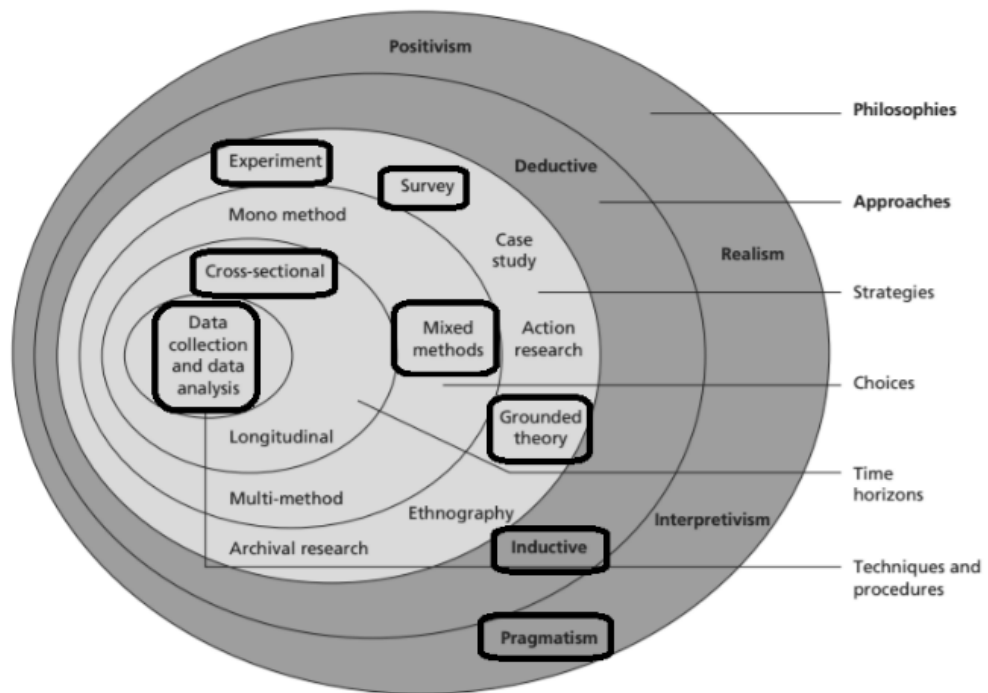 Positivism
Philosophies
Experiment
Deductive
Survey
Approaches
Mono method
Case
study
Realism
Cross-sectional
Strategies
Data
collection
and data
analysis
Mixed
methods
Action
research
Choices
Grounded
theory
Longitudinal
Time
horizons
Multi-method
Ethnography
Interpretivism
Archival research
Inductive
Techniques and
procedures
Pragmatism